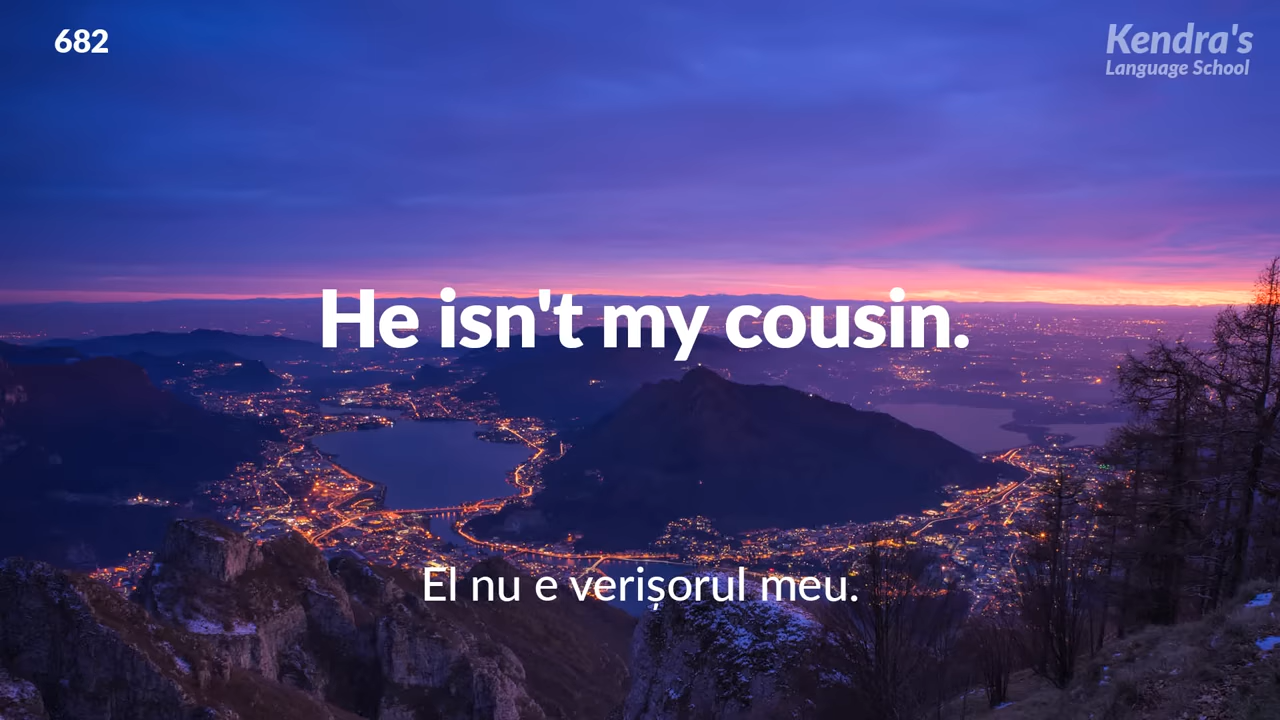 682
Kendra's
Language School
He isn't my cousin.
El nu e verișorul meu.